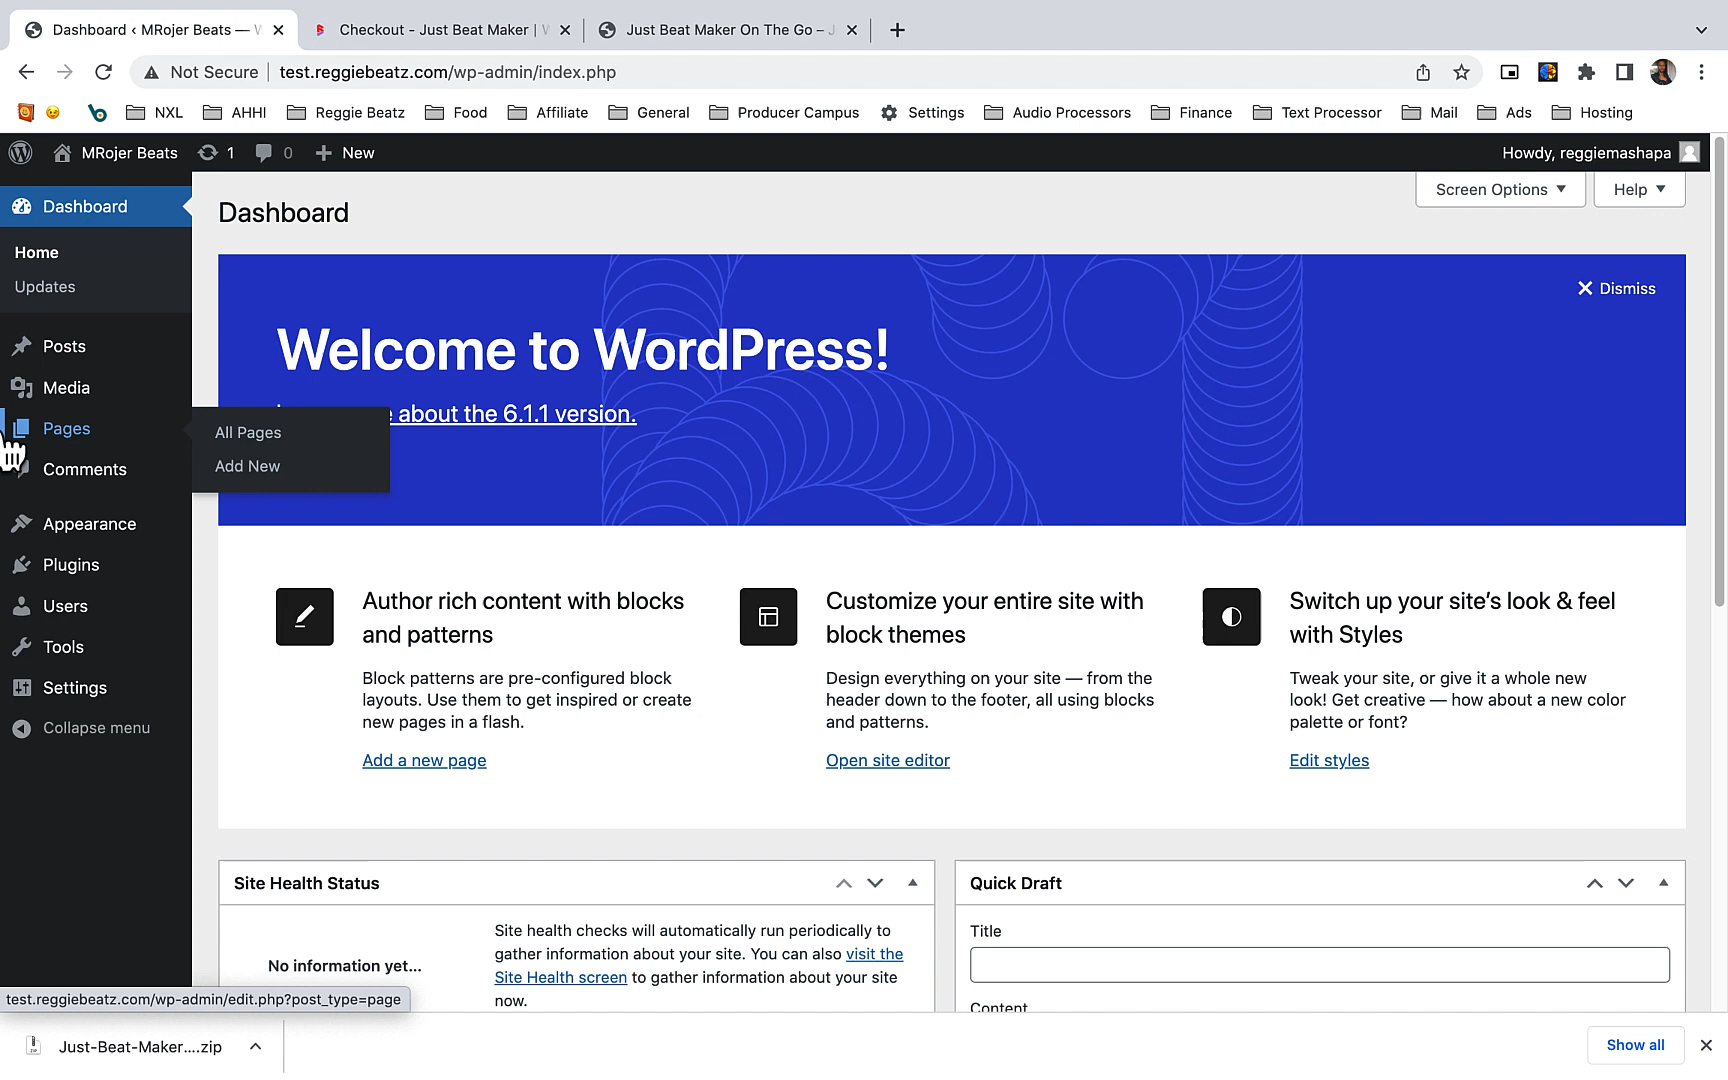 Dashboard ‹ MRojer Beats — W
Checkout - Just Beat Maker | W
Just Beat Maker On The Go – J
Not Secure
test.reggiebeatz.com/wp-admin/index.php
NXL
AHHI
Reggie Beatz
Food
Affiliate
General
Producer Campus
Settings
Audio Processors
Finance
Text Processor
Mail
Ads
Hosting
MRojer Beats
1
0
New
Howdy, reggiemashapa
Dashboard
Home
Updates
Posts
Media
Pages
Comments
Appearance
Plugins
Users
Tools
Settings
Collapse menu
All Pages
Add New
Dashboard
Screen Options
Help
Dismiss
Welcome to WordPress!
about the 6.1.1 version.
Author rich content with blocks
and patterns
Block patterns are pre-configured block
layouts. Use them to get inspired or create
new pages in a flash.
Add a new page
Customize your entire site with
block themes
Design everything on your site — from the
header down to the footer, all using blocks
and patterns.
Open site editor
Switch up your site’s look & feel
with Styles
Tweak your site, or give it a whole new
look! Get creative — how about a new color
palette or font?
Edit styles
Site Health Status
No information yet...
Site health checks will automatically run periodically to
gather information about your site. You can also visit the
Site Health screen to gather information about your site
now.
Quick Draft
Title
Content
test.reggiebeatz.com/wp-admin/edit.php?post_type=page
Just-Beat-Maker....zip
Show all